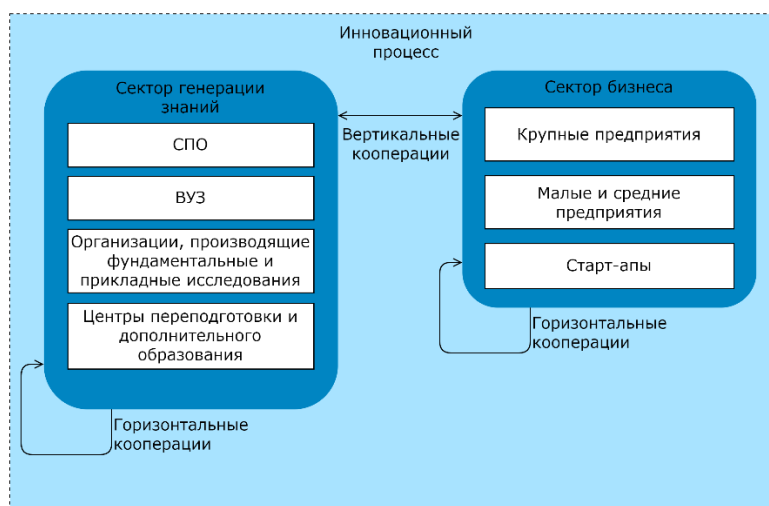 Инновационный
процесс
Сектор генерации
знаний
СПО
ВУЗ
Организации, производящие
фундаментальные и
прикладные исследования
Центры переподготовки и
дополнительного
образования
Горизонтальные
кооперации
Вертикальные
кооперации
Сектор бизнеса
Крупные предприятия
Малые и средние
предприятия
Старт-апы
Горизонтальные
кооперации